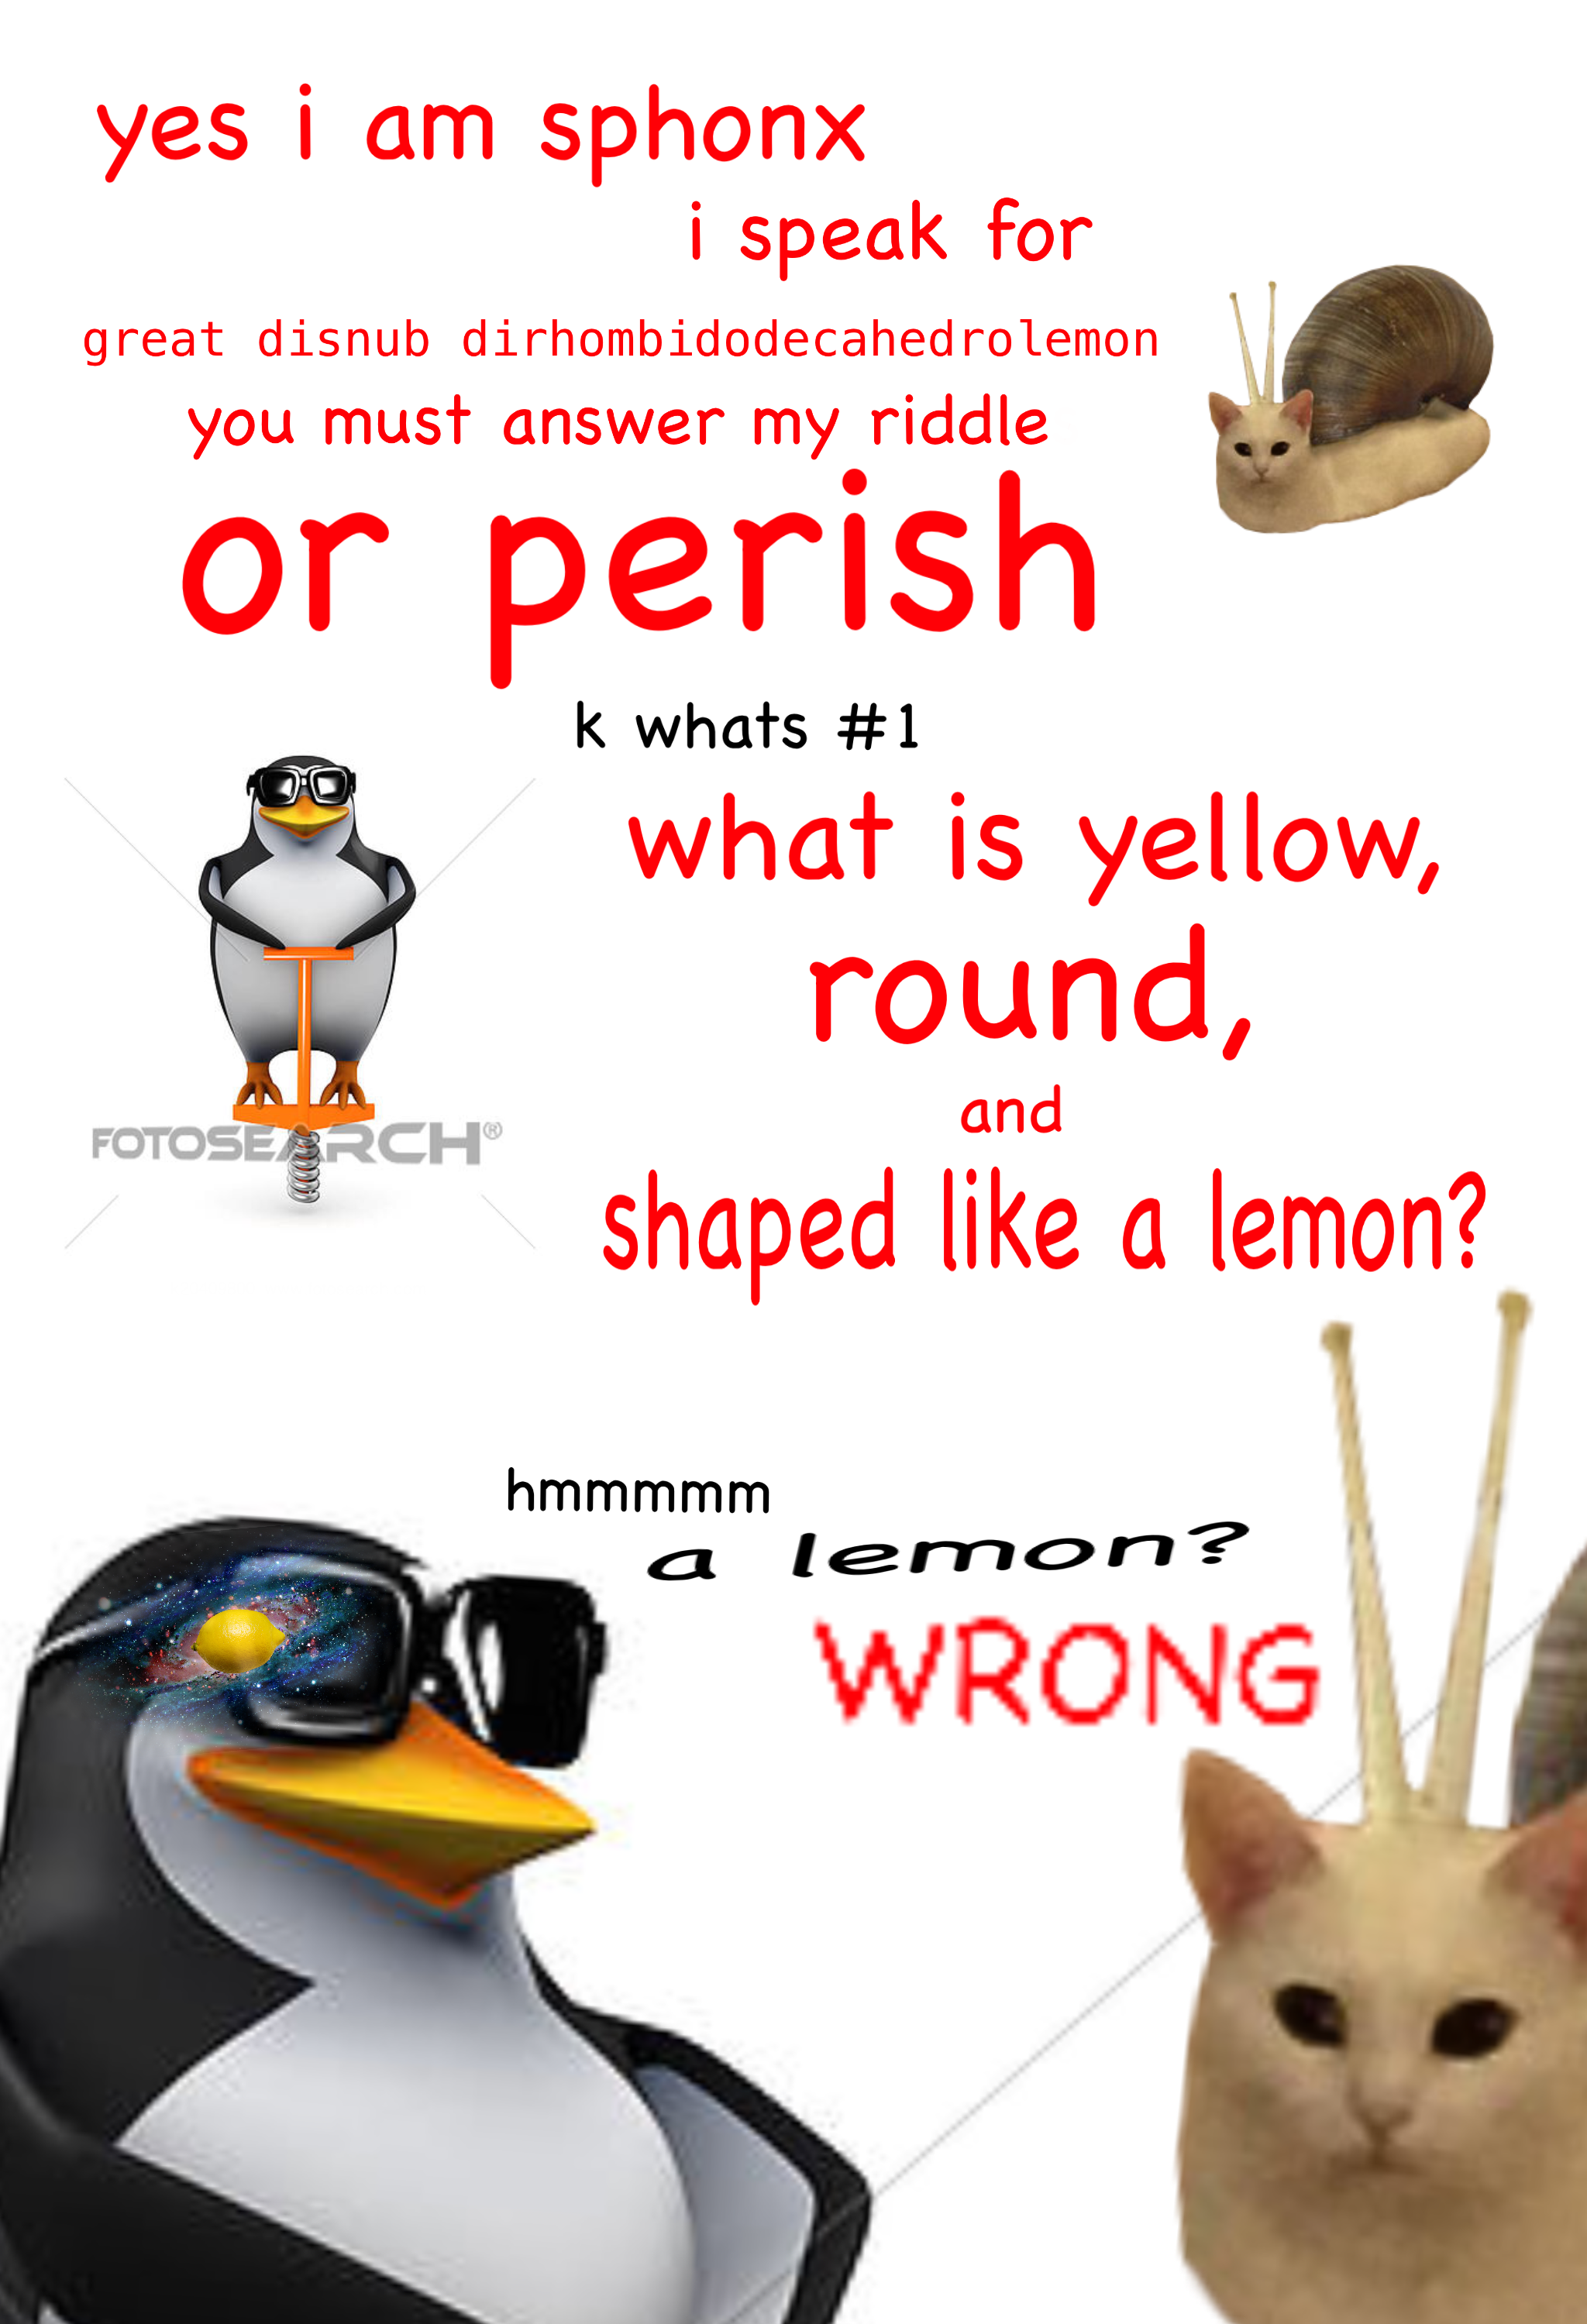 yes i am sphonx
i speak for
great disnub dirhombidodecahedrolemon
you must answer my riddle
or perish
k whats #1
what is yellow,
round,
and
FOTOSEARCH®
shaped like a lemon?
hmmmmm
a lemon?
WRONG